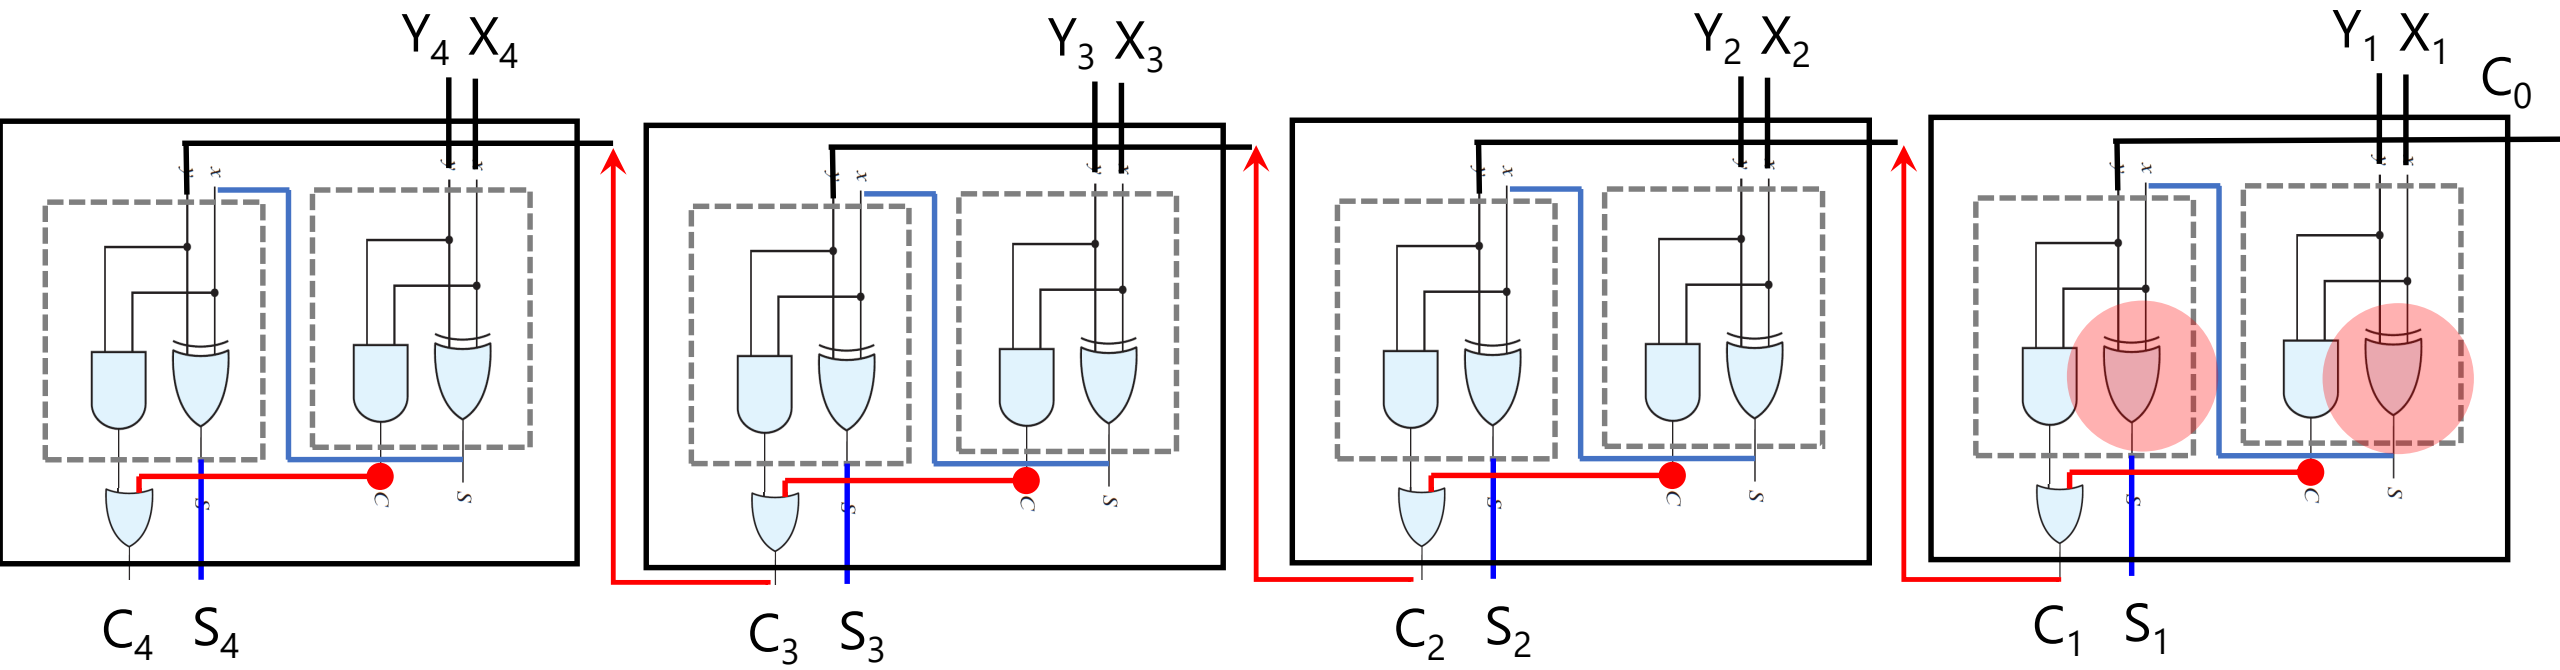 Y4 X4
Y3 X3
Y2 X2
Y1 X1
C0
y x y x
y x y x
y x y x
y x y x
S C S
S C S
S C S
S C S
C4 S4
C3 S3
C2 S2
C1 S1